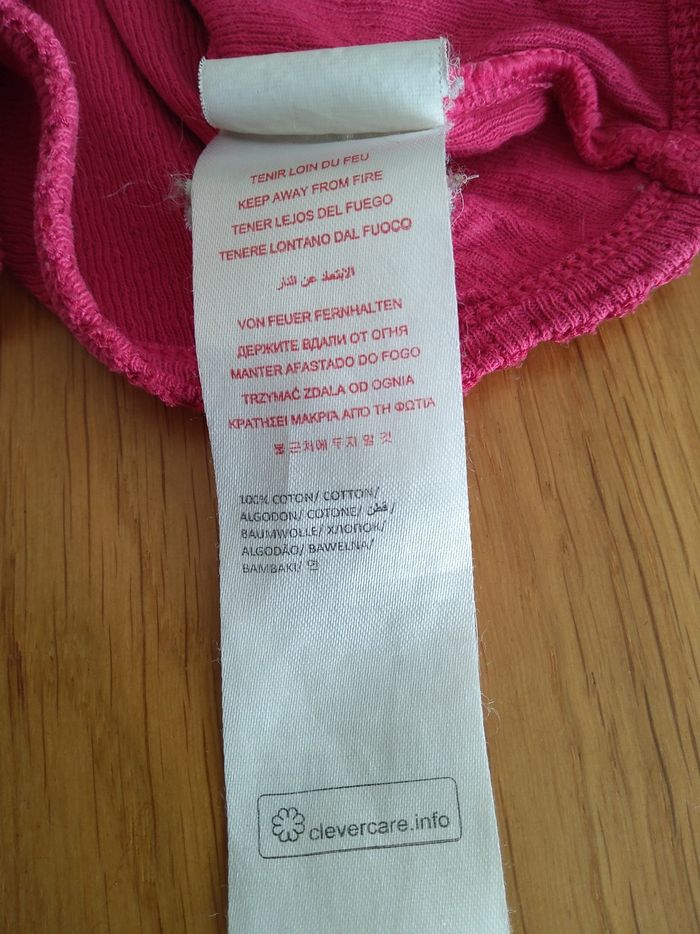 TENIR LOIN DU FEU
KEEP AWAY FROM FIRE
TENER LEJOS DEL FUEGO
TENERE LONTANO DAL FUOCO
الابتعاد عن النار
VON FEUER FERNHALTEN
ДЕРЖИТЕ ВДАЛИ ОТ ОГНЯ
MANTER AFASTADO DO FOGO
TRZYMAĆ ZDALA OD OGNIA
ΚΡΑΤΗΣΕΙ ΜΑΚΡΙΑ ΑΠΟ ΤΗ ΦΩΤΙΑ
불 근처에 두지 말 것
100% COTON/ COTTON/
ALGODON/ COTONE/ قطن /
BAUMWOLLE/ ХЛОПОК/
ALGODÃO/ BAWELNA/
BAMBAKI/ 면
clevercare.info